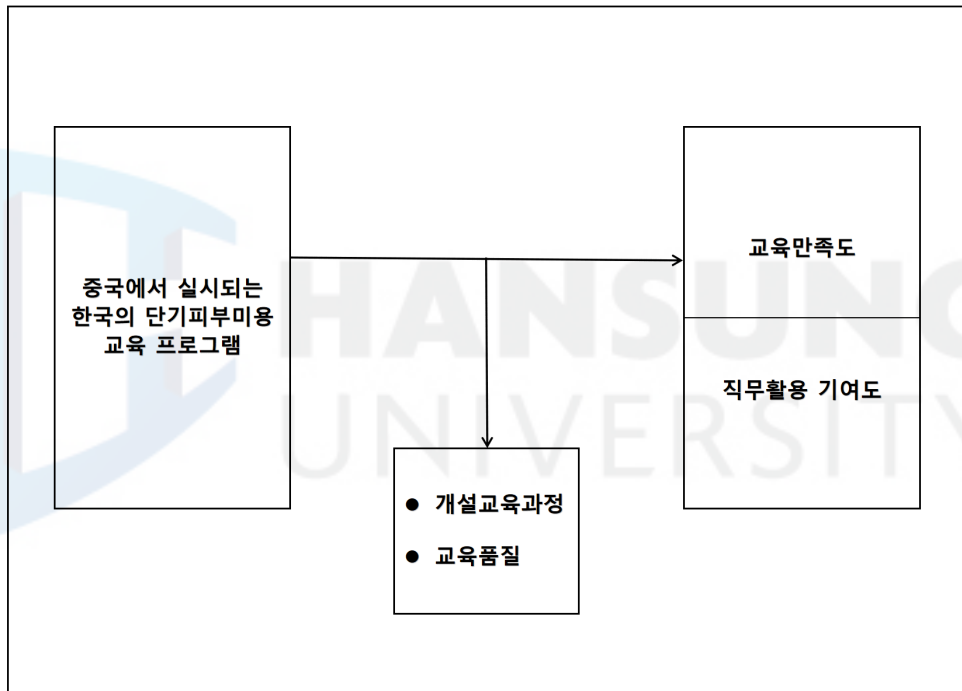 중국에서 실시되는
한국의 단기피부미용
교육 프로그램
교육만족도
직무활용 기여도
● 개설교육과정
● 교육품질
HANSUNG
UNIVERSITY